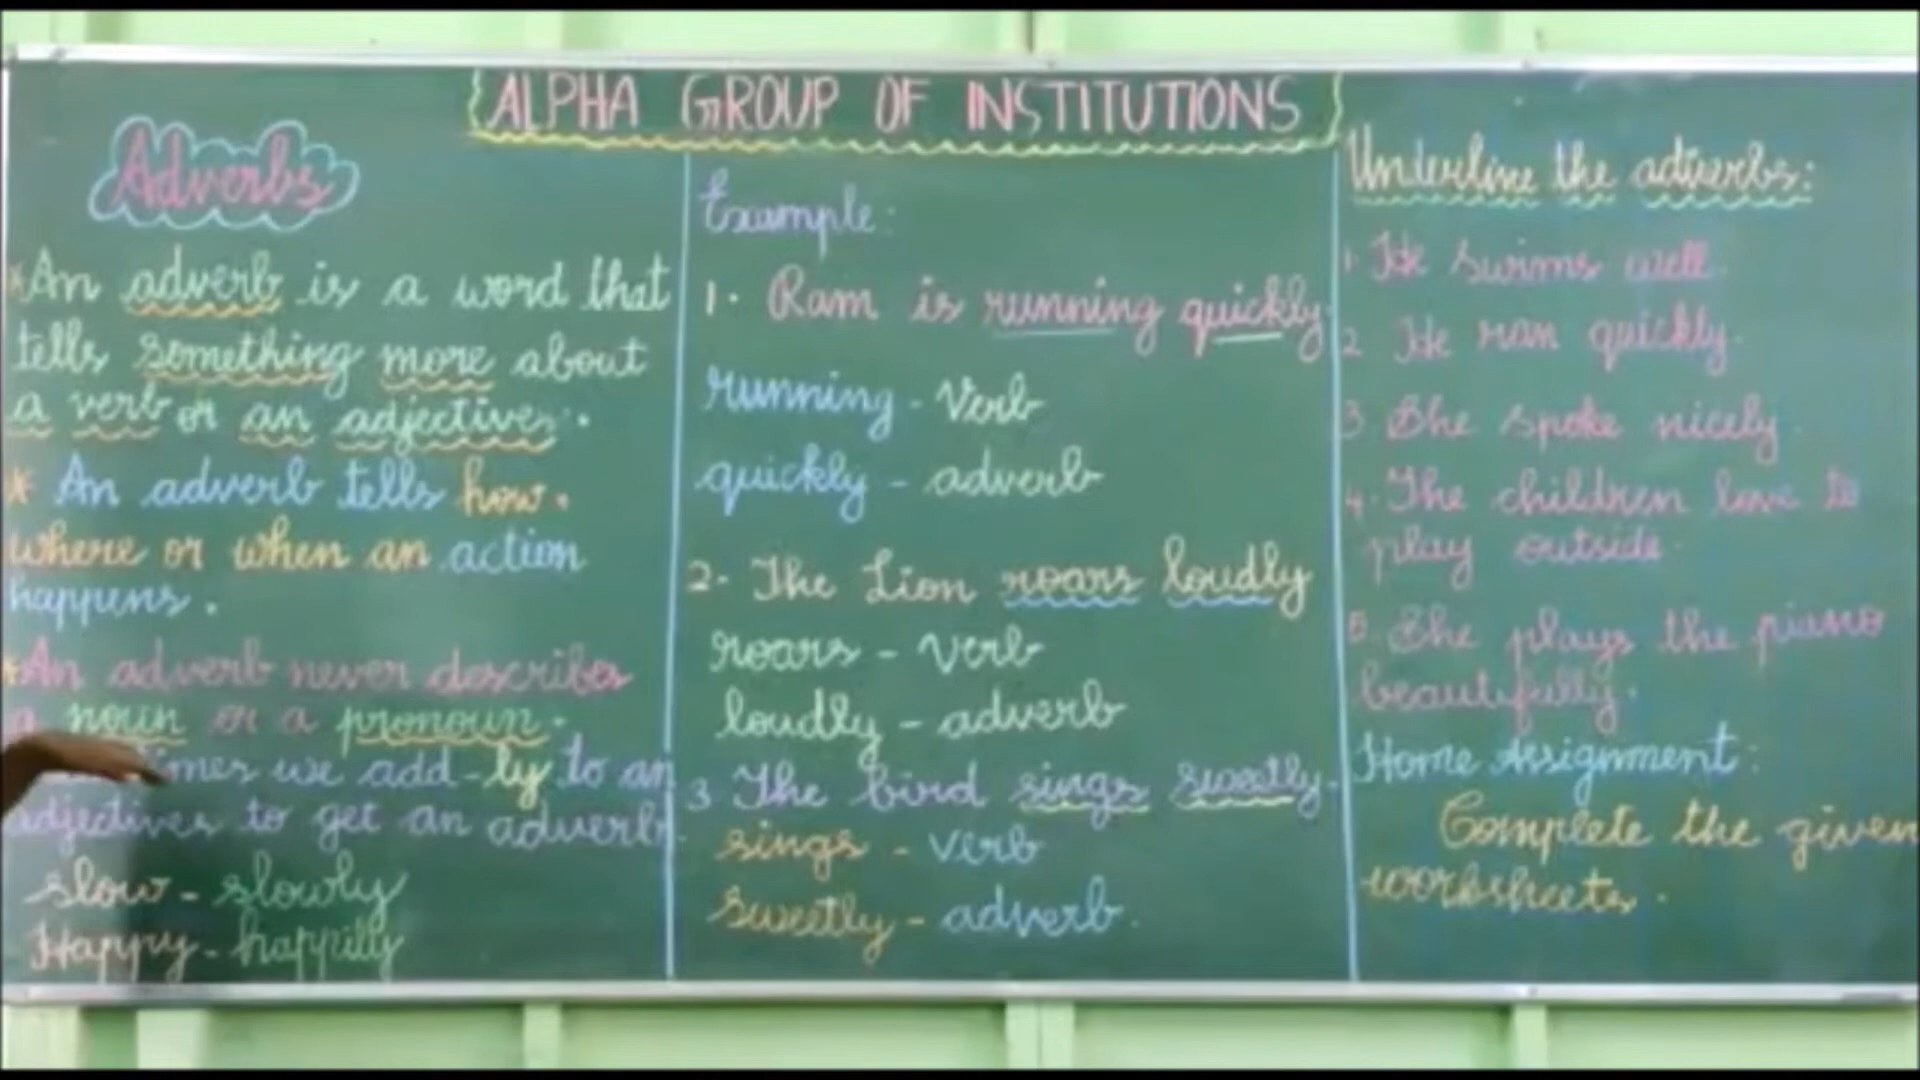 ALPHA GROUP OF INSTITUTIONS
Adverbs
*An adverb is a word that
tells something more about
a verb or an adjective.
* An adverb tells how.
where or when an action
happens.
*An adverb never describes
a noun or a pronoun.
we add -ly to an
adjectives to get an adverb.
slow - slowly
Happy - happilly
Example:
1. Ram is running quickly
running - Verb
quickly - adverb
2. The Lion roars loudly
roars - verb
loudly - adverb
3 The bird sings sweetly.
sings - verb
sweetly - adverb.
Underline the adverbs:
1. He swims well.
2 He ran quickly.
3 She spoke nicely.
4. The children love to
play outside.
5. She plays the piano
beautifully.
Home Assignment:
Complete the given
worksheets.